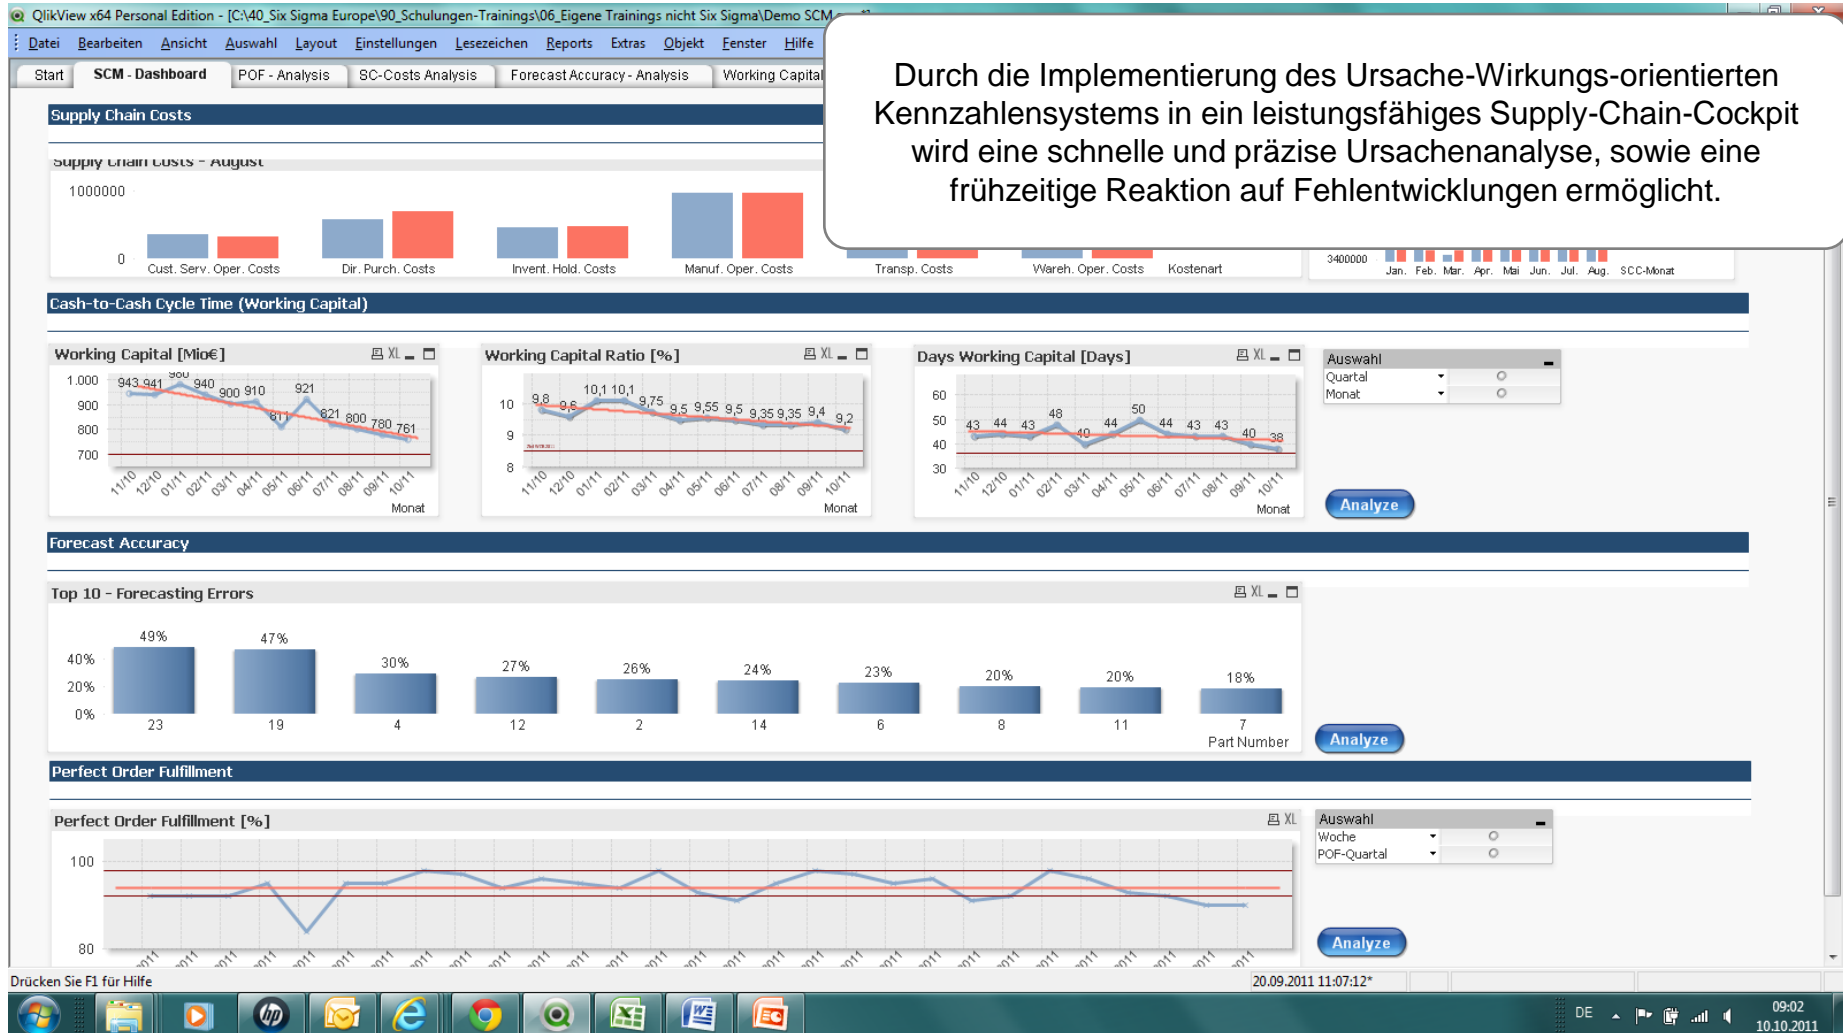 QlikView x64 Personal Edition - [C:\40_Six Sigma Europe\90_Schulungen-Trainings\06_Eigene Trainings nicht Six Sigma\Demo SCM
Datei Bearbeiten Ansicht Auswahl Layout Einstellungen Lesezeichen Reports Extras Objekt Fenster Hilfe
Start SCM - Dashboard POF - Analysis SC-Costs Analysis Forecast Accuracy - Analysis Working Capital
Durch die Implementierung des Ursache-Wirkungs-orientierten
Kennzahlensystems in ein leistungsfähiges Supply-Chain-Cockpit
wird eine schnelle und präzise Ursachenanalyse, sowie eine
frühzeitige Reaktion auf Fehlentwicklungen ermöglicht.
Supply Chain Costs
Supply Chain Costs - August
1000000
0
Cust. Serv. Oper. Costs Dir. Purch. Costs Invent. Hold. Costs Manuf. Oper. Costs Transp. Costs Wareh. Oper. Costs Kostenart
3400000
Jan. Feb. Mar. Apr. Mai Jun. Jul. Aug. SCC-Monat
Cash-to-Cash Cycle Time (Working Capital)
Working Capital [Mio€] XL
1.000
900
800
700
943 941 980 940 900 910 811 921 821 800 780 761
11/10 12/10 01/11 02/11 03/11 04/11 05/11 06/11 07/11 08/11 09/11 10/11
Monat
Working Capital Ratio [%] XL
10
9
8
9,8 9,6 10,1 10,1 9,75 9,5 9,55 9,5 9,35 9,35 9,4 9,2
11/10 12/10 01/11 02/11 03/11 04/11 05/11 06/11 07/11 08/11 09/11 10/11
Monat
Days Working Capital [Days] XL
60
50
40
30
43 44 43 48 40 44 50 44 43 43 40 38
11/10 12/10 01/11 02/11 03/11 04/11 05/11 06/11 07/11 08/11 09/11 10/11
Monat
Auswahl
Quartal
Monat
Analyze
Forecast Accuracy
Top 10 - Forecasting Errors XL
49% 47% 30% 27% 26% 24% 23% 20% 20% 18%
40%
20%
0%
23 19 4 12 2 14 6 8 11 7
Part Number
Analyze
Perfect Order Fulfillment
Perfect Order Fulfillment [%] XL
100
80
Auswahl
Woche
POF-Quartal
Analyze
Drücken Sie F1 für Hilfe
20.09.2011 11:07:12*
DE
09:02
10.10.2011